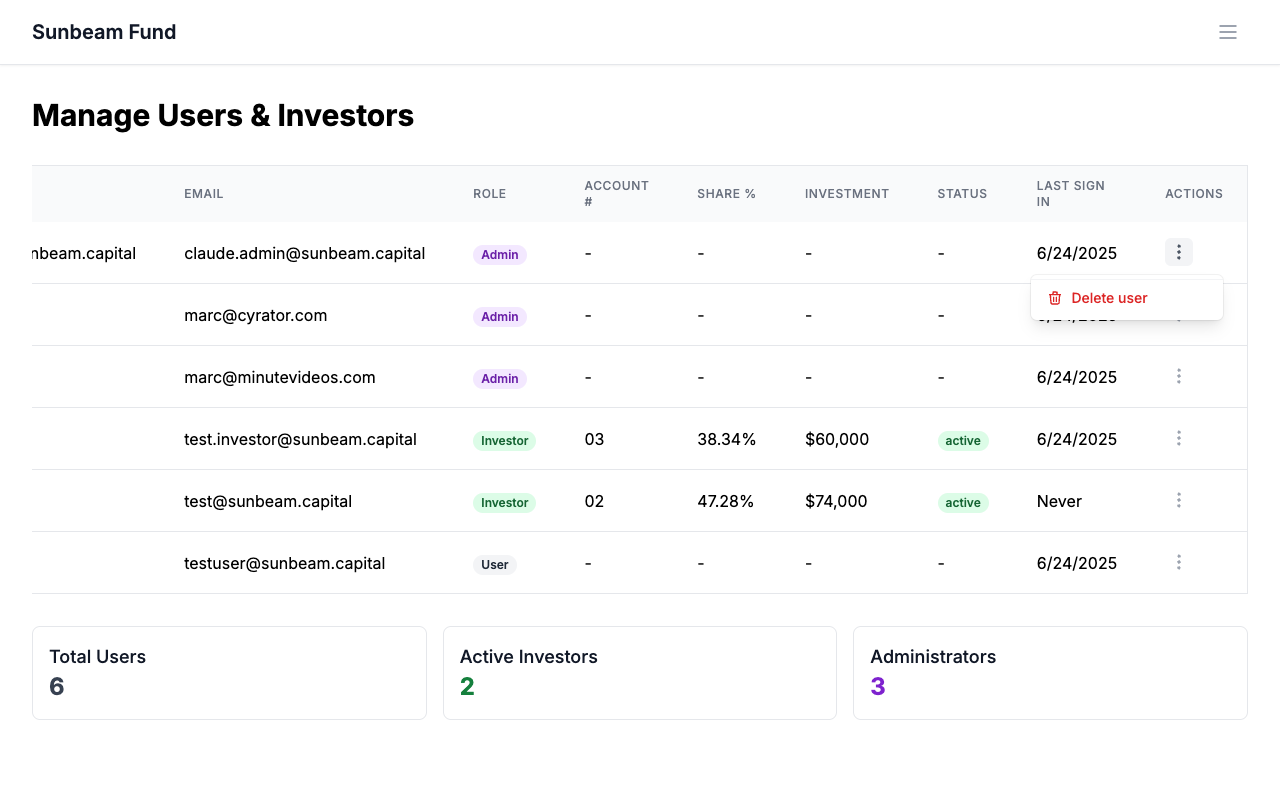 Sunbeam Fund
Manage Users & Investors
EMAIL ROLE ACCOUNT # SHARE % INVESTMENT STATUS LAST SIGN IN ACTIONS
nbeam.capital claude.admin@sunbeam.capital Admin - - - - 6/24/2025
Delete user
marc@cyrator.com Admin - - - -
marc@minutevideos.com Admin - - - - 6/24/2025
test.investor@sunbeam.capital Investor 03 38.34% $60,000 active 6/24/2025
test@sunbeam.capital Investor 02 47.28% $74,000 active Never
testuser@sunbeam.capital User - - - - 6/24/2025
Total Users
6
Active Investors
2
Administrators
3